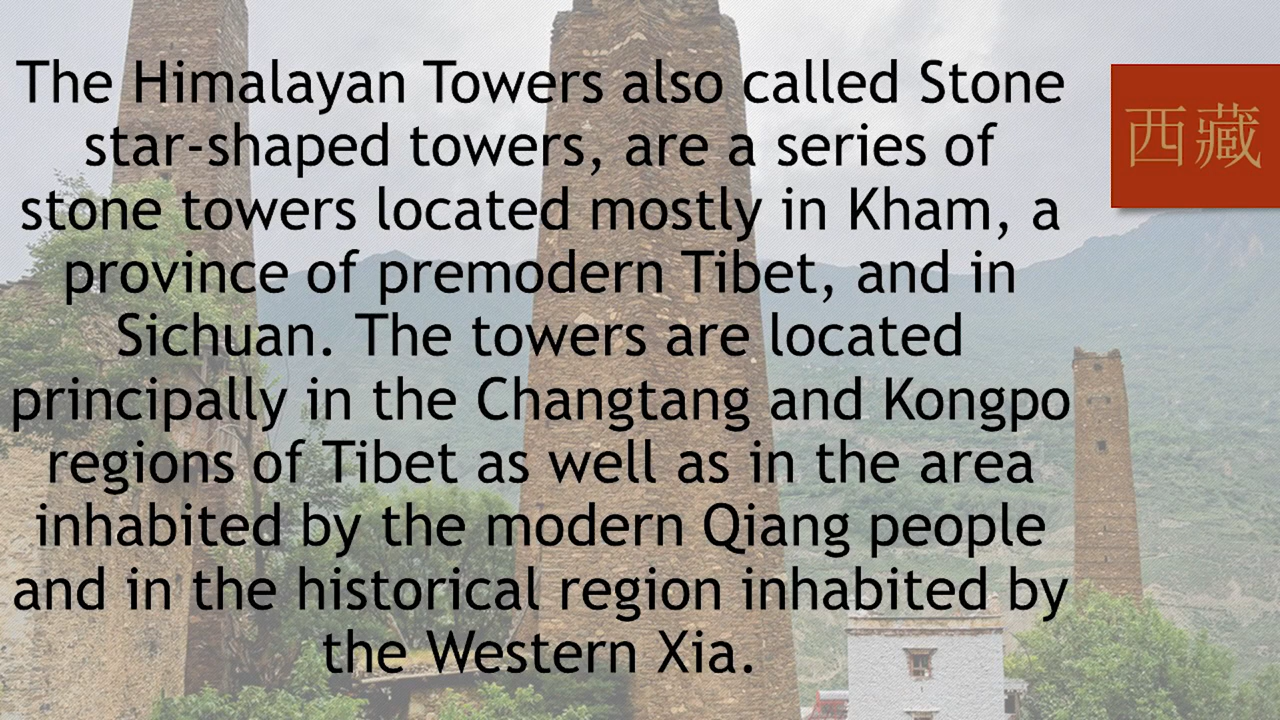 The Himalayan Towers also called Stone
star-shaped towers, are a series of
stone towers located mostly in Kham, a
province of premodern Tibet, and in
Sichuan. The towers are located
principally in the Changtang and Kongpo
regions of Tibet as well as in the area
inhabited by the modern Qiang people
and in the historical region inhabited by
the Western Xia.
西藏